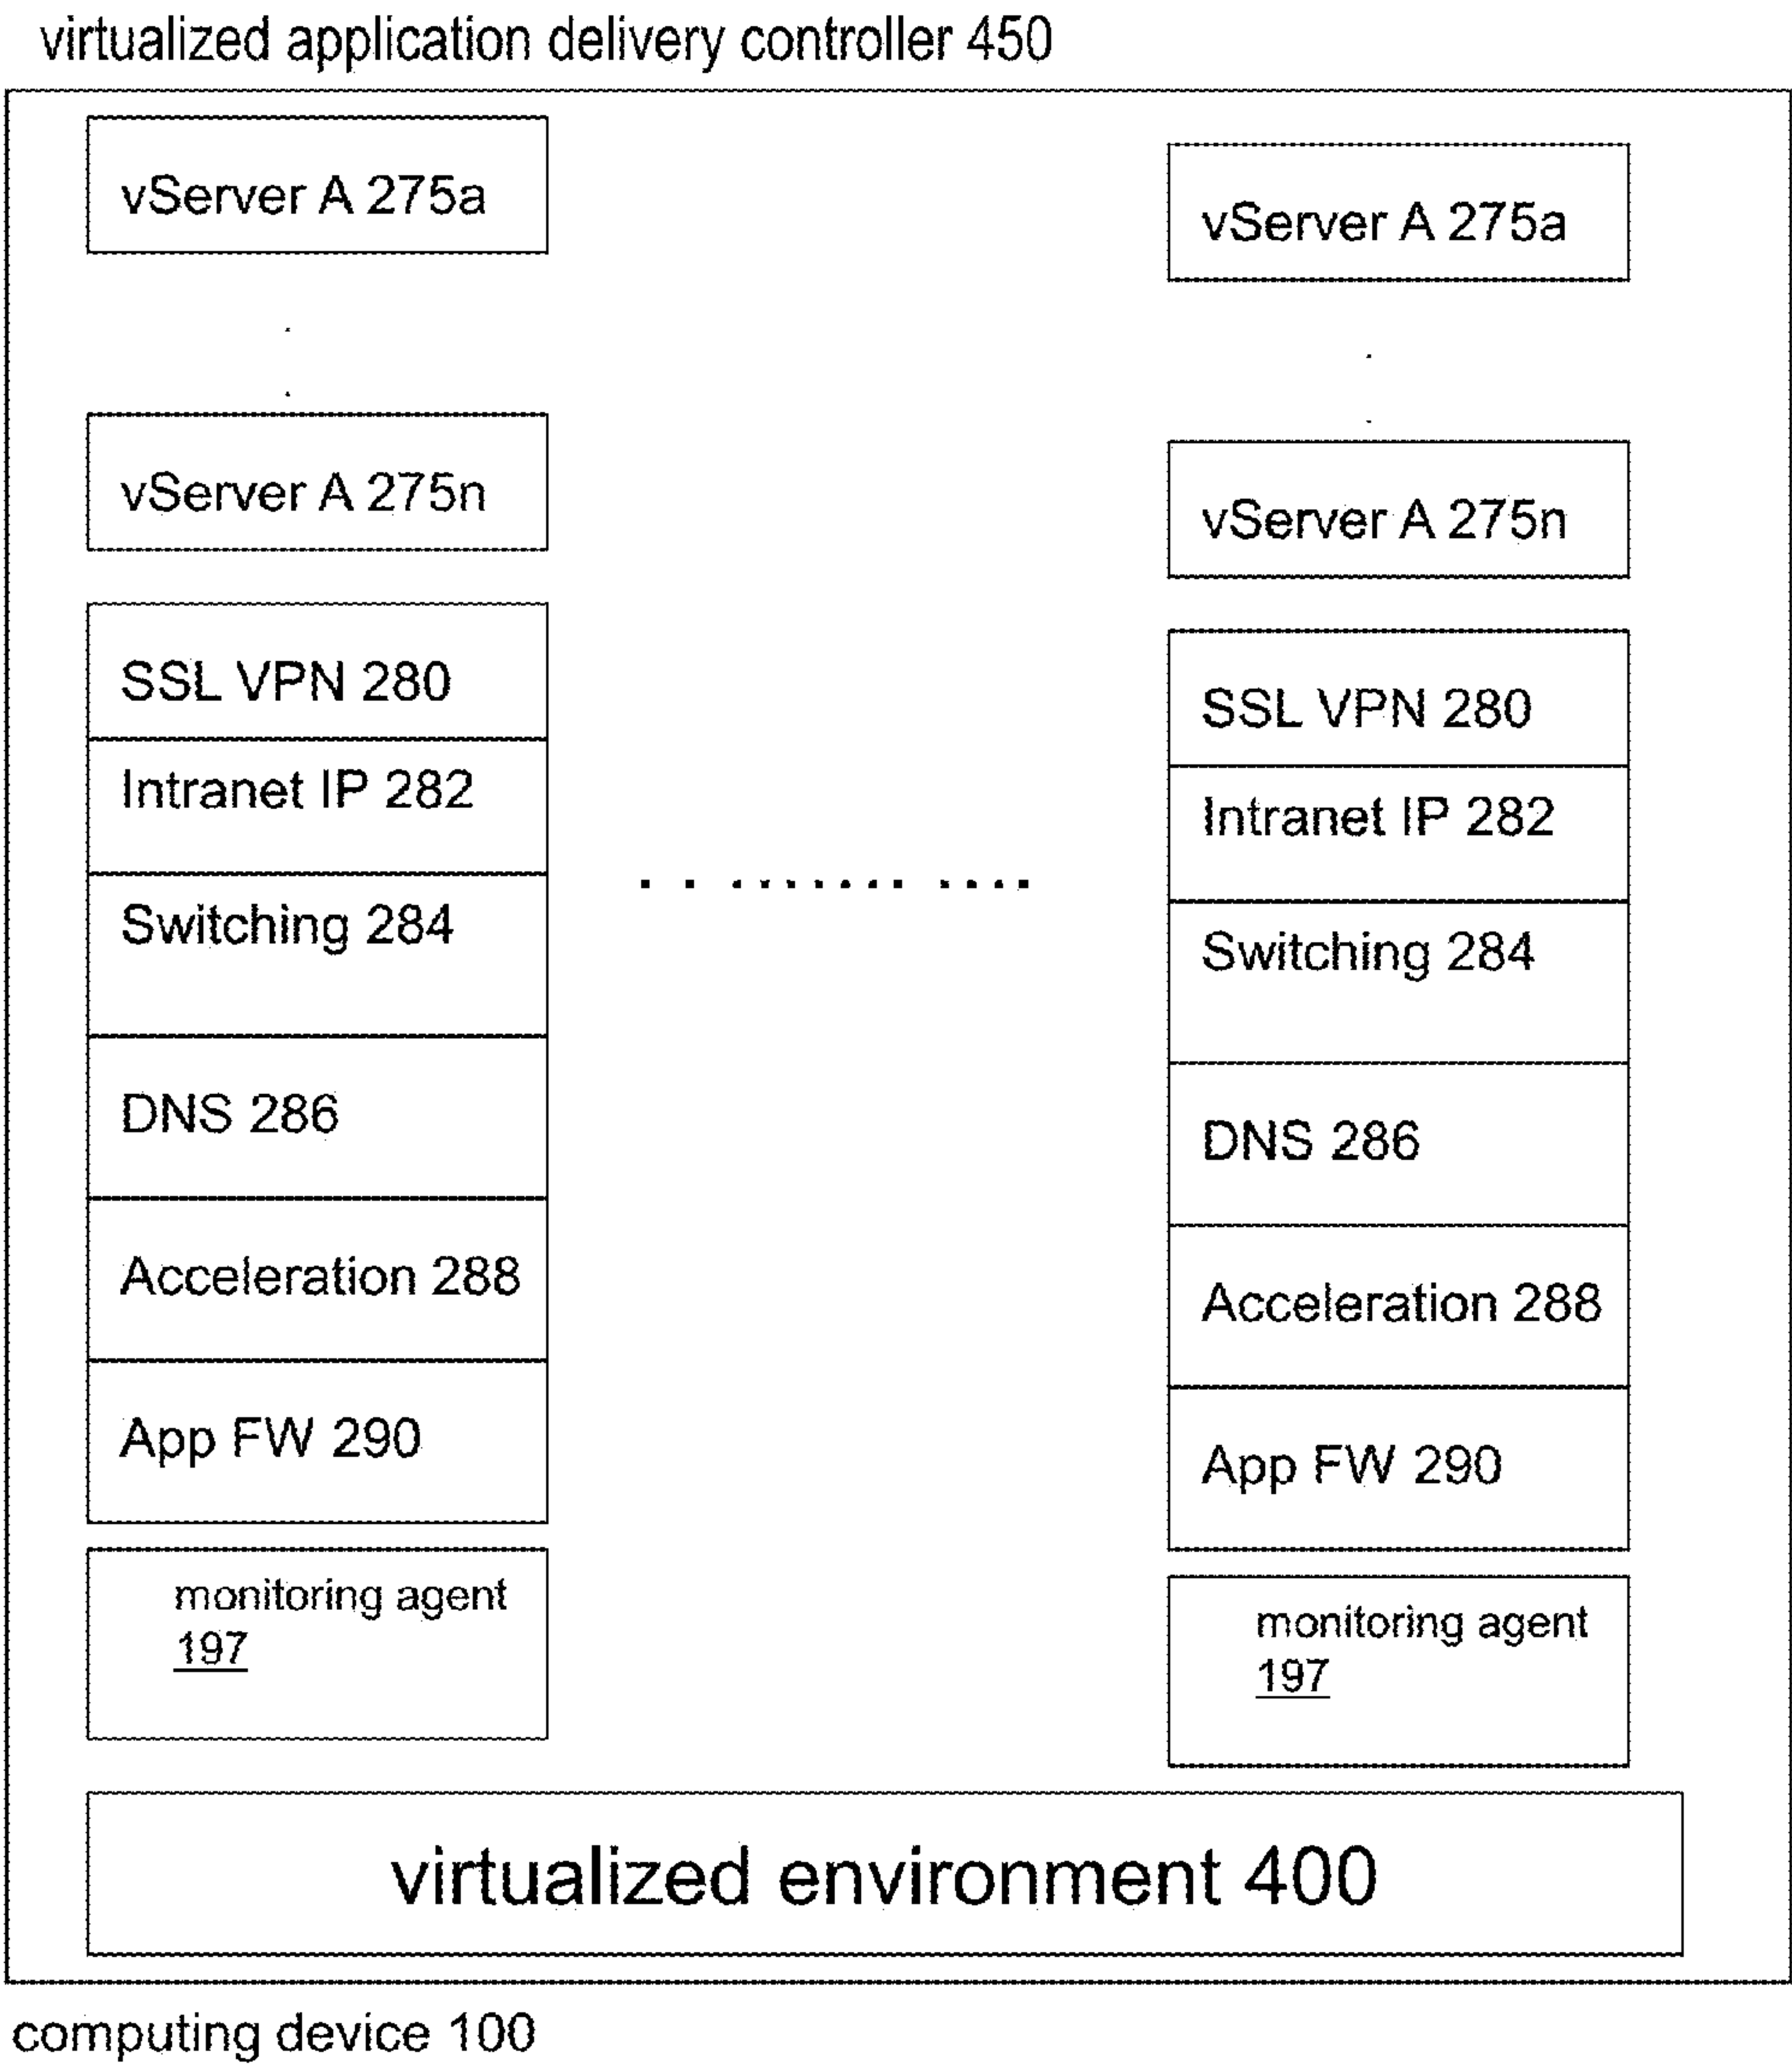 virtualized application delivery controller 450
vServer A 275a
vServer A 275n
SSL VPN 280
Intranet IP 282
Switching 284
DNS 286
Acceleration 288
App FW 290
monitoring agent
197
vServer A 275a
vServer A 275n
SSL VPN 280
Intranet IP 282
Switching 284
DNS 286
Acceleration 288
App FW 290
monitoring agent
197
virtualized environment 400
computing device 100